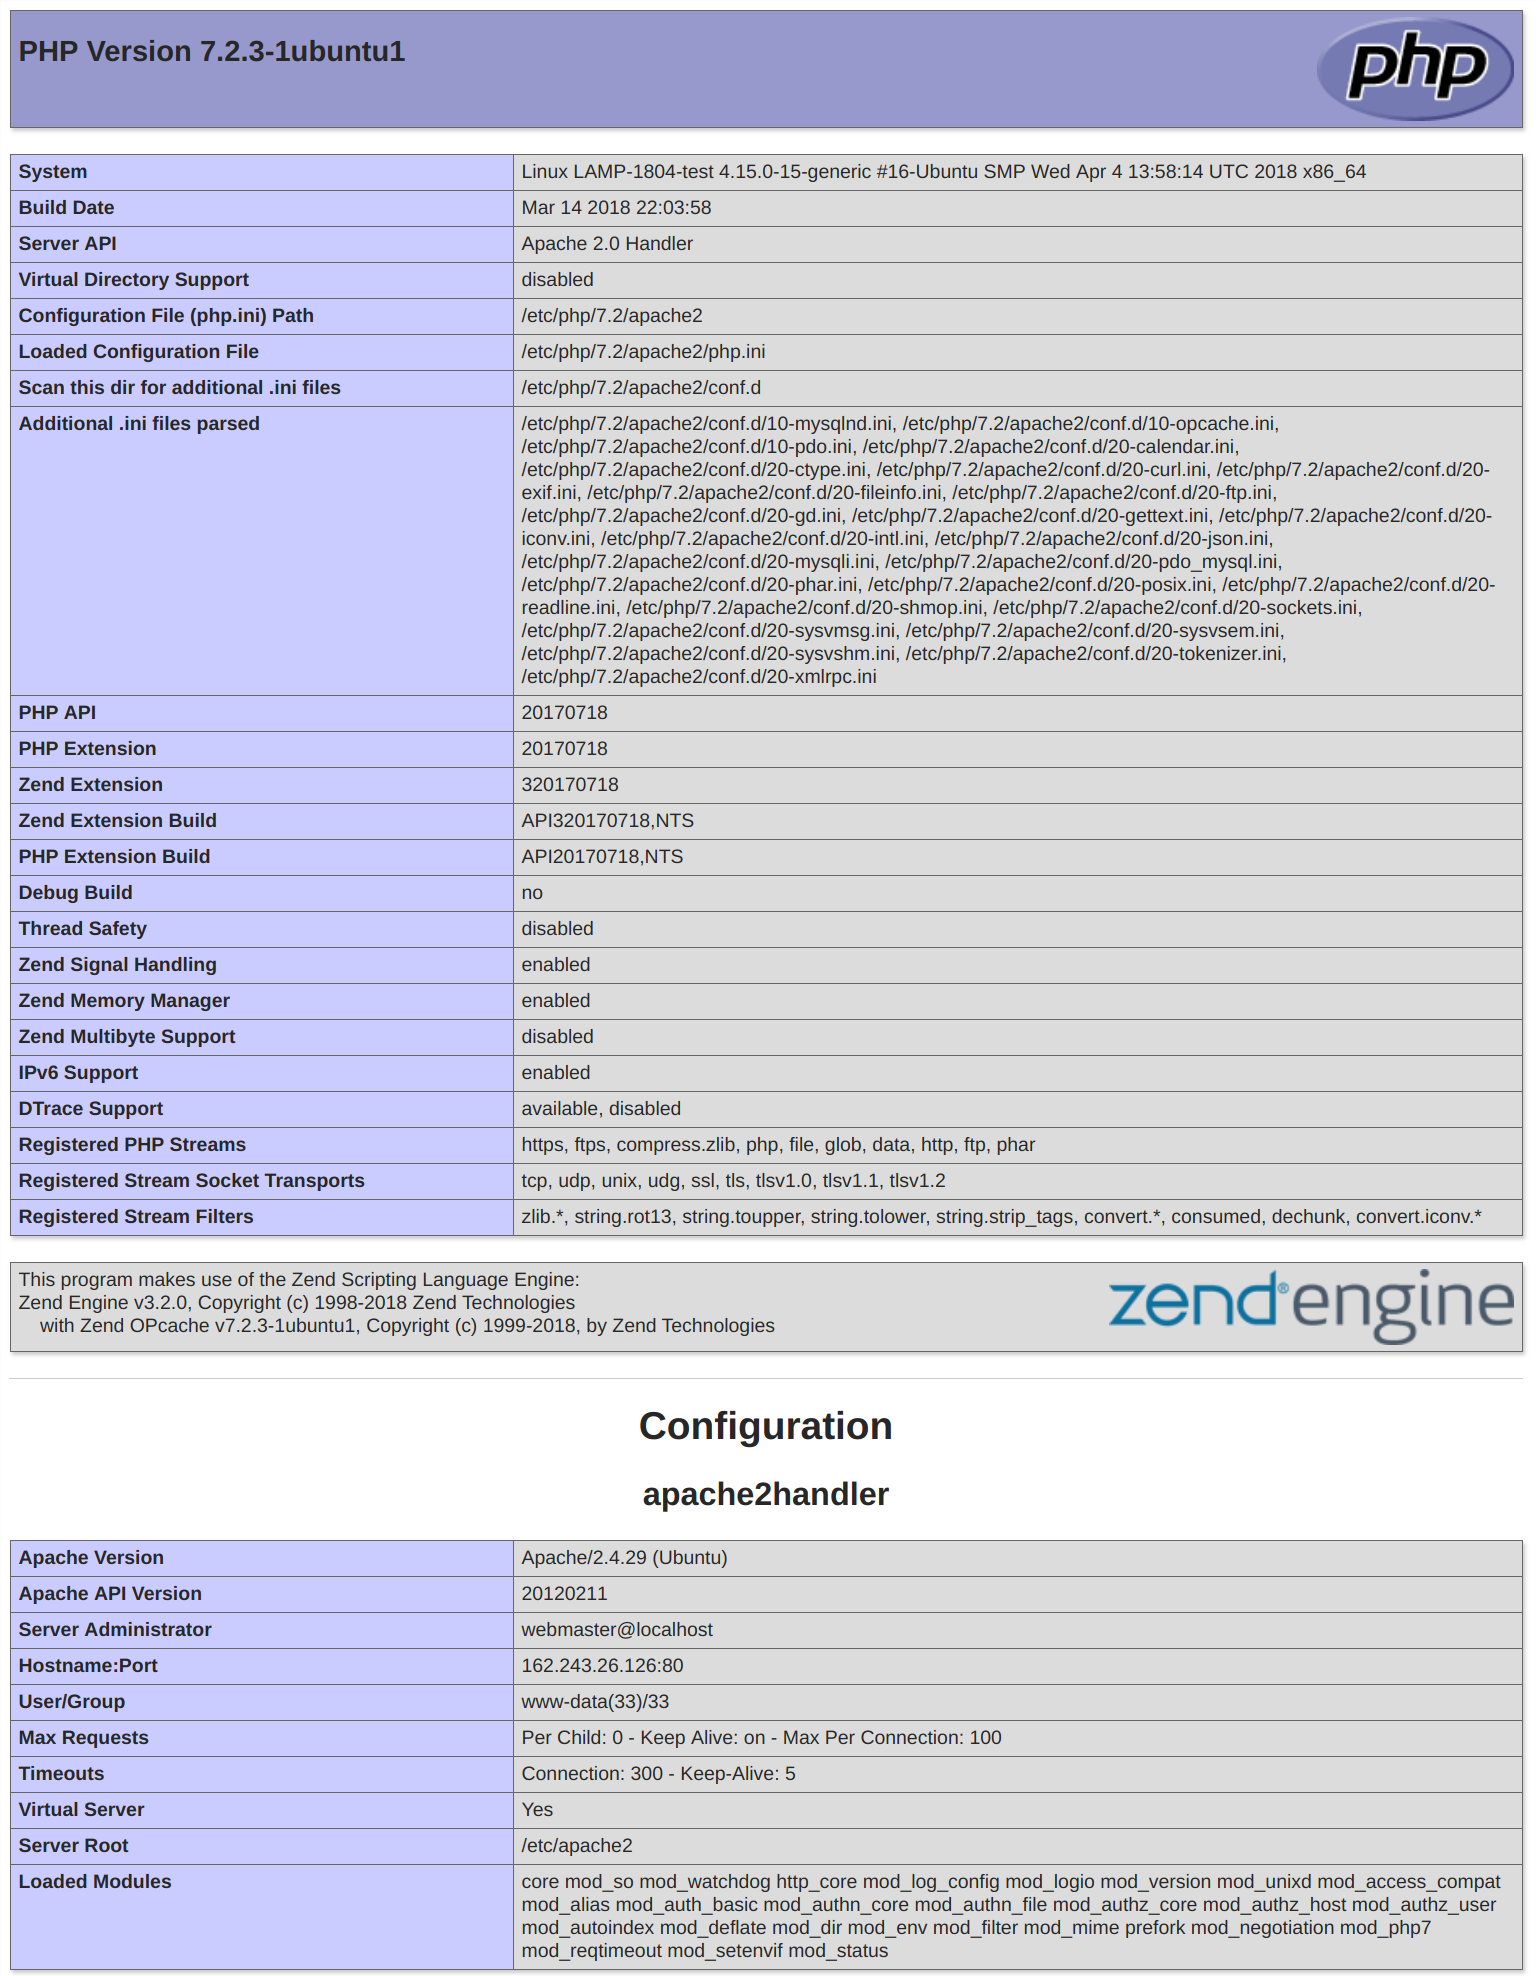 PHP Version 7.2.3-1ubuntu1
php
System Linux LAMP-1804-test 4.15.0-15-generic #16-Ubuntu SMP Wed Apr 4 13:58:14 UTC 2018 x86_64
Build Date Mar 14 2018 22:03:58
Server API Apache 2.0 Handler
Virtual Directory Support disabled
Configuration File (php.ini) Path /etc/php/7.2/apache2
Loaded Configuration File /etc/php/7.2/apache2/php.ini
Scan this dir for additional .ini files /etc/php/7.2/apache2/conf.d
Additional .ini files parsed /etc/php/7.2/apache2/conf.d/10-mysqlnd.ini, /etc/php/7.2/apache2/conf.d/10-opcache.ini,
/etc/php/7.2/apache2/conf.d/10-pdo.ini, /etc/php/7.2/apache2/conf.d/20-calendar.ini,
/etc/php/7.2/apache2/conf.d/20-ctype.ini, /etc/php/7.2/apache2/conf.d/20-curl.ini, /etc/php/7.2/apache2/conf.d/20-
exif.ini, /etc/php/7.2/apache2/conf.d/20-fileinfo.ini, /etc/php/7.2/apache2/conf.d/20-ftp.ini,
/etc/php/7.2/apache2/conf.d/20-gd.ini, /etc/php/7.2/apache2/conf.d/20-gettext.ini, /etc/php/7.2/apache2/conf.d/20-
iconv.ini, /etc/php/7.2/apache2/conf.d/20-intl.ini, /etc/php/7.2/apache2/conf.d/20-json.ini,
/etc/php/7.2/apache2/conf.d/20-mysqli.ini, /etc/php/7.2/apache2/conf.d/20-pdo_mysql.ini,
/etc/php/7.2/apache2/conf.d/20-phar.ini, /etc/php/7.2/apache2/conf.d/20-posix.ini, /etc/php/7.2/apache2/conf.d/20-
readline.ini, /etc/php/7.2/apache2/conf.d/20-shmop.ini, /etc/php/7.2/apache2/conf.d/20-sockets.ini,
/etc/php/7.2/apache2/conf.d/20-sysvmsg.ini, /etc/php/7.2/apache2/conf.d/20-sysvsem.ini,
/etc/php/7.2/apache2/conf.d/20-sysvshm.ini, /etc/php/7.2/apache2/conf.d/20-tokenizer.ini,
/etc/php/7.2/apache2/conf.d/20-xmlrpc.ini
PHP API 20170718
PHP Extension 20170718
Zend Extension 320170718
Zend Extension Build API320170718,NTS
PHP Extension Build API20170718,NTS
Debug Build no
Thread Safety disabled
Zend Signal Handling enabled
Zend Memory Manager enabled
Zend Multibyte Support disabled
IPv6 Support enabled
DTrace Support available, disabled
Registered PHP Streams https, ftps, compress.zlib, php, file, glob, data, http, ftp, phar
Registered Stream Socket Transports tcp, udp, unix, udg, ssl, tls, tlsv1.0, tlsv1.1, tlsv1.2
Registered Stream Filters zlib.*, string.rot13, string.toupper, string.tolower, string.strip_tags, convert.*, consumed, dechunk, convert.iconv.*
This program makes use of the Zend Scripting Language Engine:
Zend Engine v3.2.0, Copyright (c) 1998-2018 Zend Technologies
with Zend OPcache v7.2.3-1ubuntu1, Copyright (c) 1999-2018, by Zend Technologies
zend® engine
Configuration
apache2handler
Apache Version Apache/2.4.29 (Ubuntu)
Apache API Version 20120211
Server Administrator webmaster@localhost
Hostname:Port 162.243.26.126:80
User/Group www-data(33)/33
Max Requests Per Child: 0 - Keep Alive: on - Max Per Connection: 100
Timeouts Connection: 300 - Keep-Alive: 5
Virtual Server Yes
Server Root /etc/apache2
Loaded Modules core mod_so mod_watchdog http_core mod_log_config mod_logio mod_version mod_unixd mod_access_compat
mod_alias mod_auth_basic mod_authn_core mod_authn_file mod_authz_core mod_authz_host mod_authz_user
mod_autoindex mod_deflate mod_dir mod_env mod_filter mod_mime prefork mod_negotiation mod_php7
mod_reqtimeout mod_setenvif mod_status